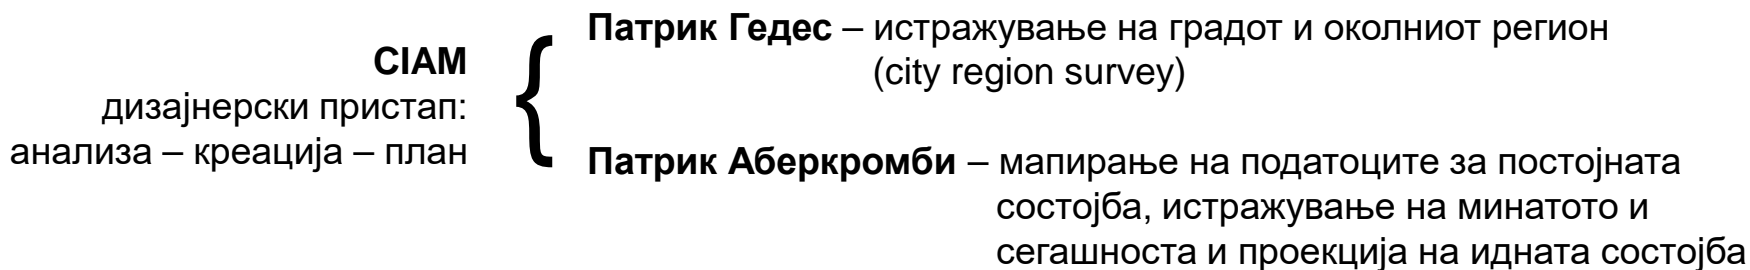 CIAM
дизајнерски пристап:
анализа – креација – план
{
Патрик Гедес – истражување на градот и околниот регион
(city region survey)
Патрик Аберкромби – мапирање на податоците за постојната
состојба, истражување на минатото и
сегашноста и проекција на идната состојба